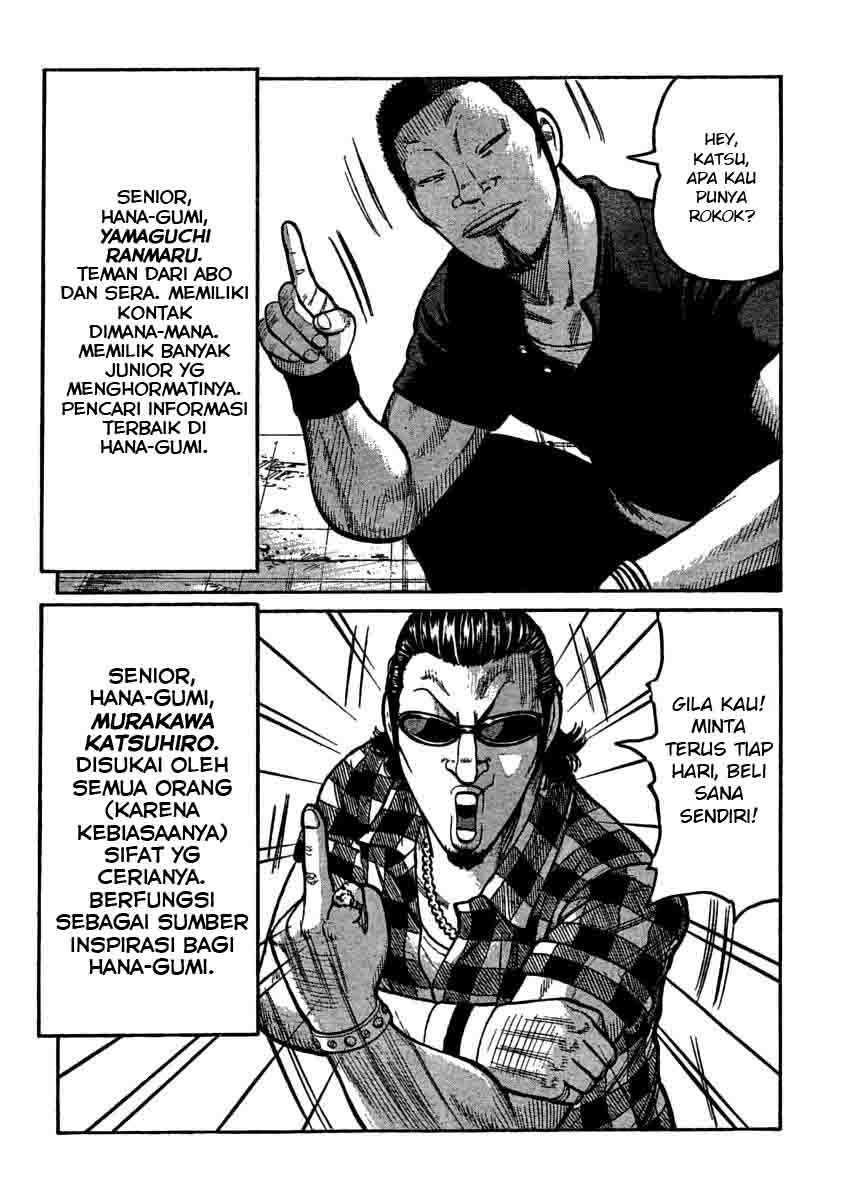 SENIOR,
HANA-GUMI,
YAMAGUCHI
RANMARU.
TEMAN DARI ABO
DAN SERA. MEMILIKI
KONTAK
DIMANA-MANA.
MEMILIK BANYAK
JUNIOR YG
MENGHORMATINYA.
PENCARI INFORMASI
TERBAIK DI
HANA-GUMI.
HEY,
KATSU,
APA KAU
PUNYA
ROKOK?
SENIOR,
HANA-GUMI,
MURAKAWA
KATSUHIRO.
DISUKAI OLEH
SEMUA ORANG
(KARENA
KEBIASAANYA)
SIFAT YG
CERIANYA.
BERFUNGSI
SEBAGAI SUMBER
INSPIRASI BAGI
HANA-GUMI.
GILA KAU!
MINTA
TERUS TIAP
HARI, BELI
SANA
SENDIRI!